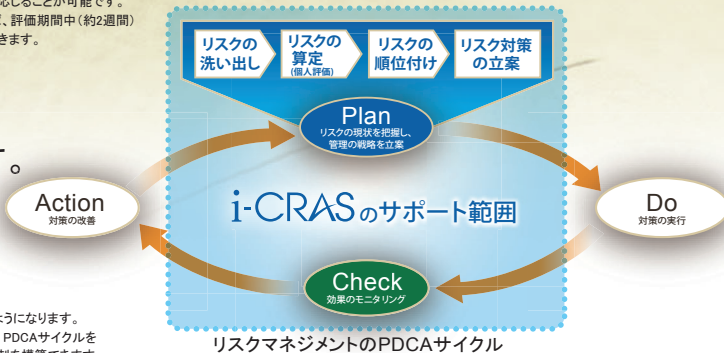 応じることが可能です。
、評価期間中（約2週間）
きます。
リスクの
洗い出し
リスクの
算定
(個人評価)
リスクの
順位付け
リスク対策
の立案
Plan
リスクの現状を把握し、
管理の戦略を立案
。
Action
対策の改善
i-CRASのサポート範囲
Do
対策の実行
Check
効果のモニタリング
ようになります。
PDCAサイクルを
を構築できます
リスクマネジメントのPDCAサイクル